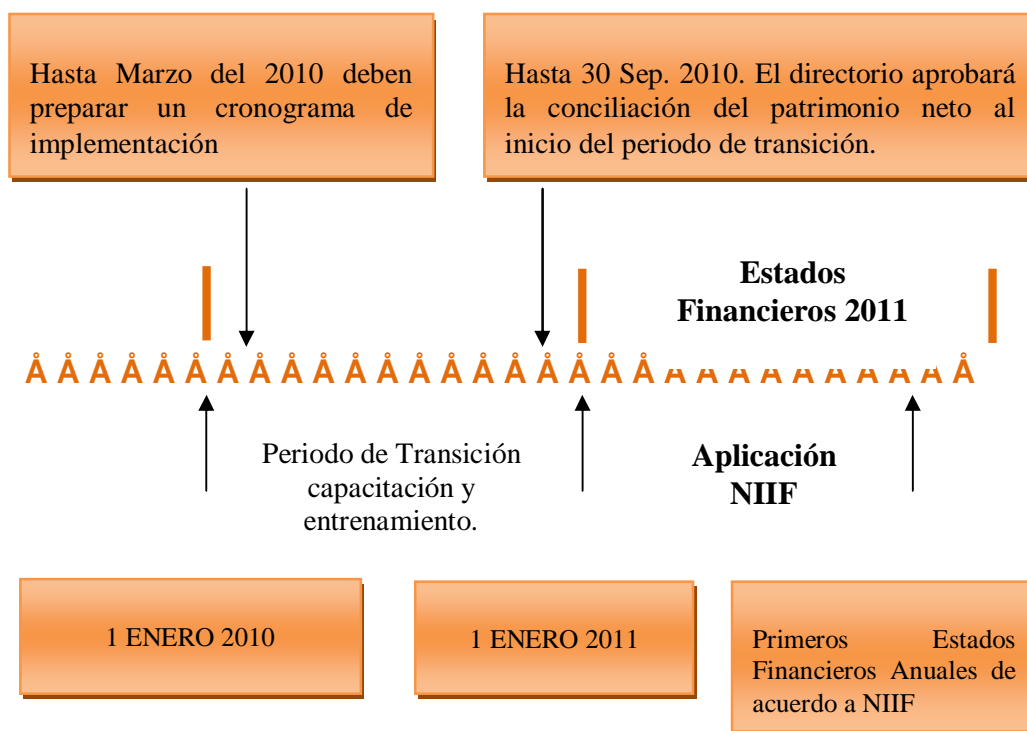 Hasta Marzo del 2010 deben
preparar un cronograma de
implementación
Hasta 30 Sep. 2010. El directorio aprobará
la conciliación del patrimonio neto al
inicio del periodo de transición.
Estados
Financieros 2011
Å Å Å Å Å Å Å Å Å Å Å Å Å Å Å Å Å Å Å Å A A A A A A A A A Å
Periodo de Transición
capacitación y
entrenamiento.
Aplicación
NIIF
1 ENERO 2010
1 ENERO 2011
Primeros Estados
Financieros Anuales de
acuerdo a NIIF